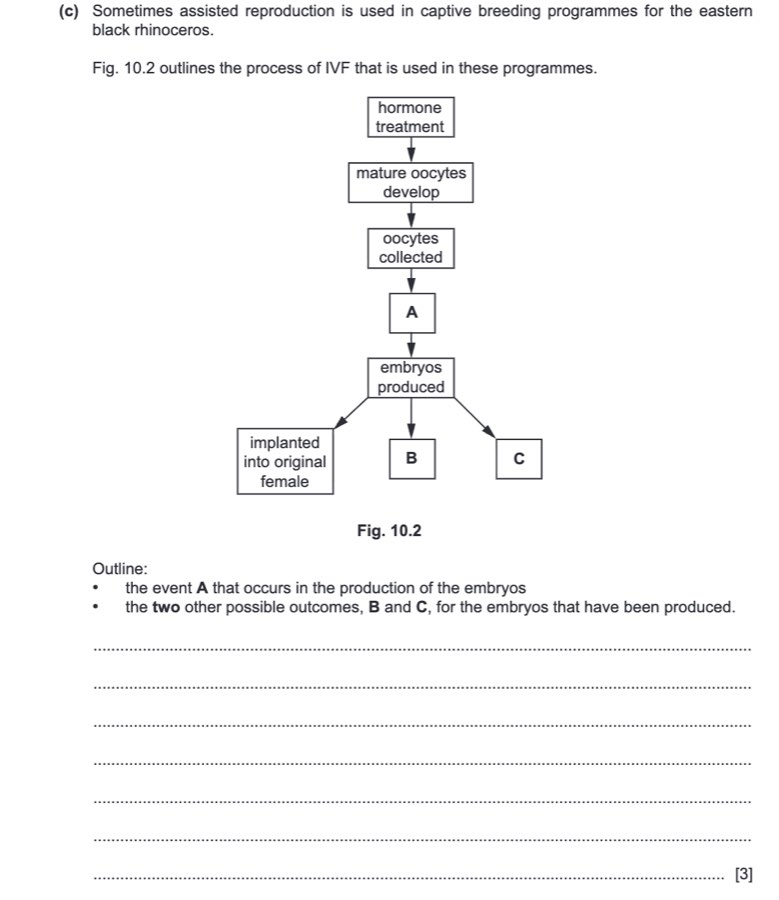 (c) Sometimes assisted reproduction is used in captive breeding programmes for the eastern
black rhinoceros.
Fig. 10.2 outlines the process of IVF that is used in these programmes.
hormone
treatment
mature oocytes
develop
oocytes
collected
A
embryos
produced
implanted
into original
female
B
C
Fig. 10.2
Outline:
• the event A that occurs in the production of the embryos
• the two other possible outcomes, B and C, for the embryos that have been produced.
[3]